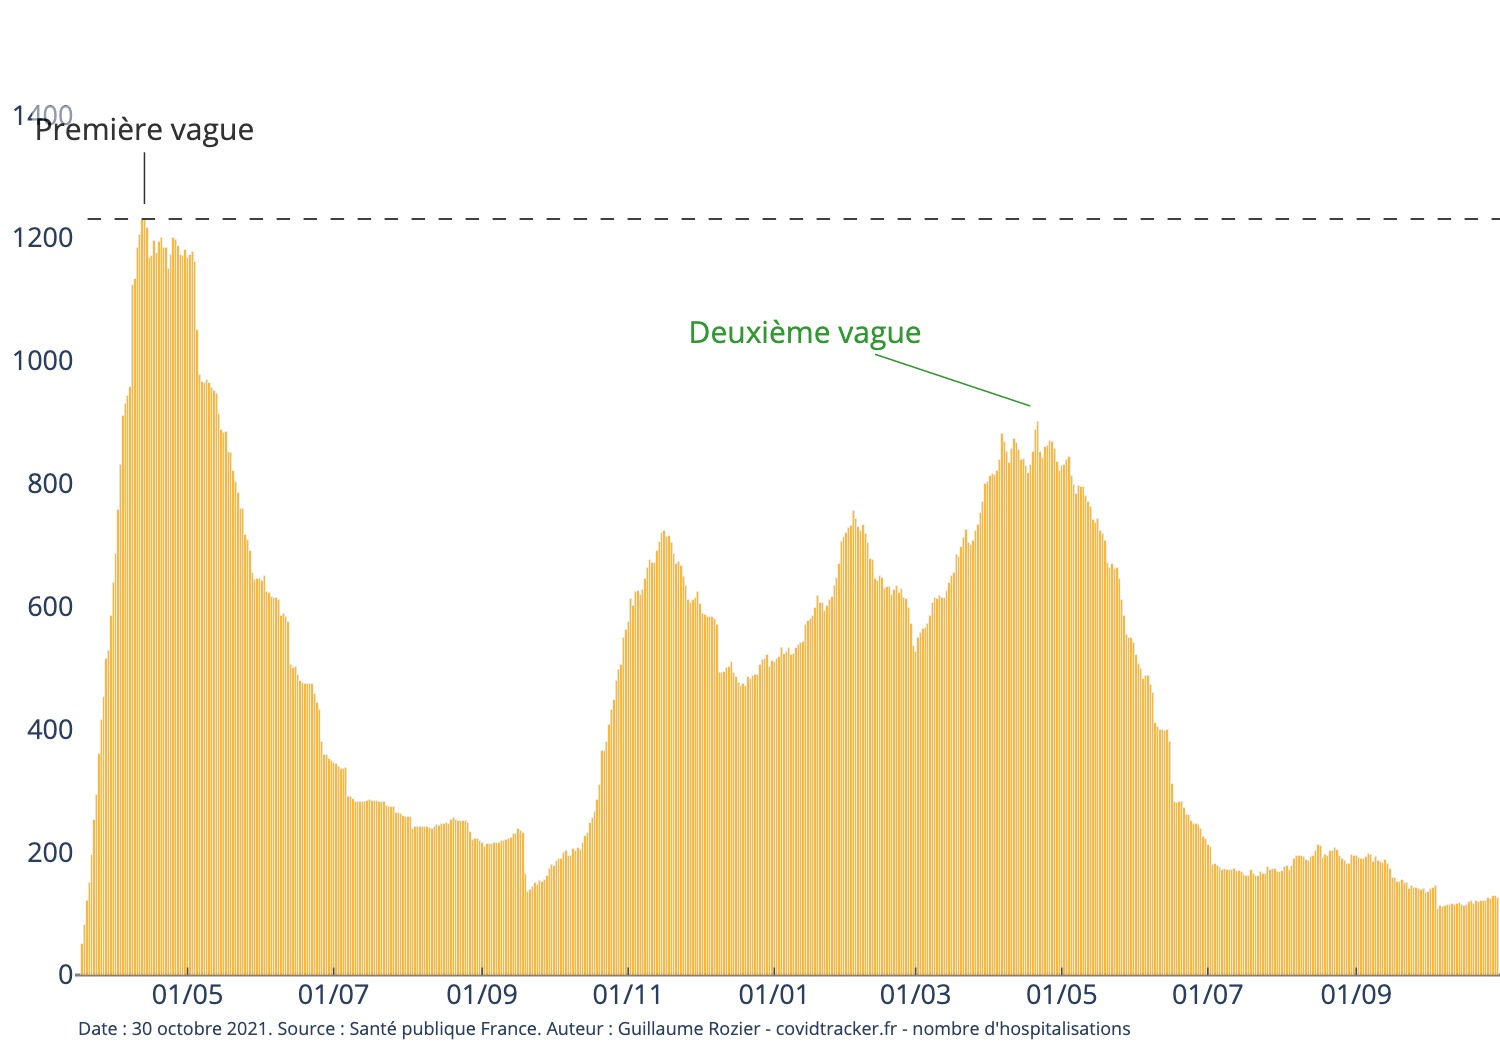 1400
Première vague
1200
Deuxième vague
1000
800
600
400
200
0
01/05 01/07 01/09 01/11 01/01 01/03 01/05 01/07 01/09
Date : 30 octobre 2021. Source : Santé publique France. Auteur : Guillaume Rozier - covidtracker.fr - nombre d'hospitalisations